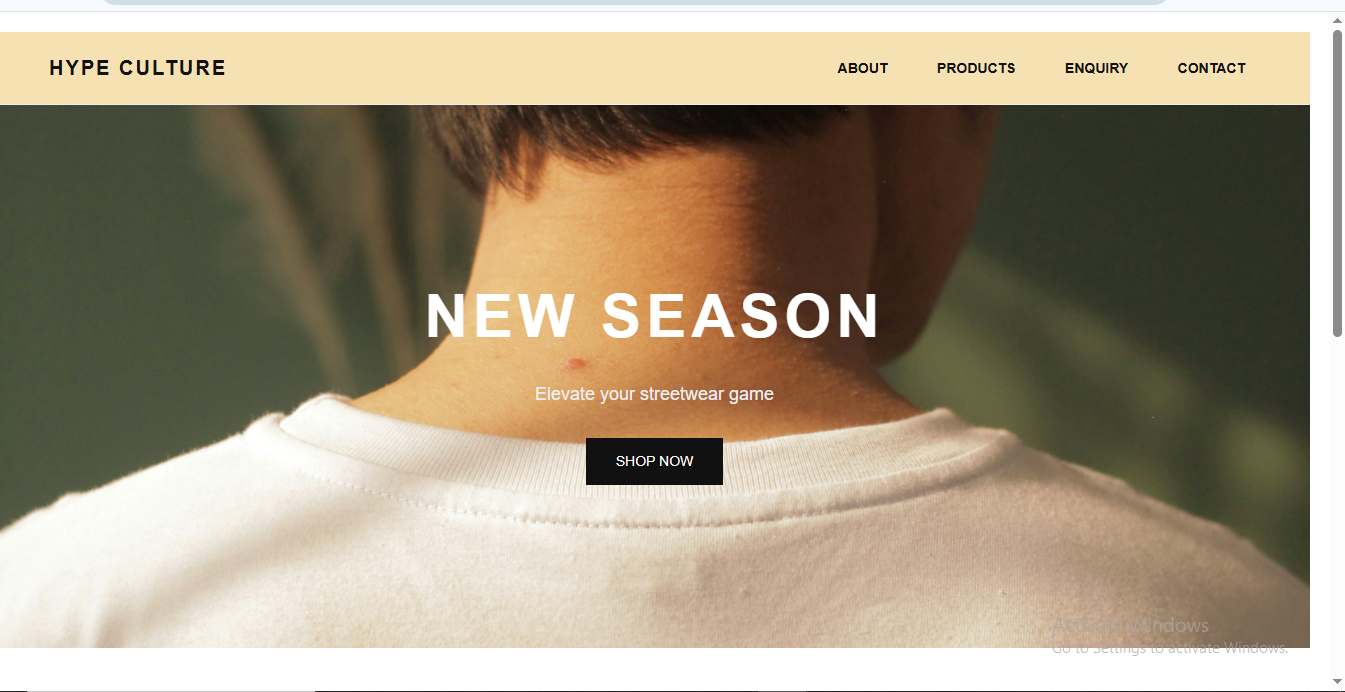 HYPE CULTURE
ABOUT PRODUCTS ENQUIRY CONTACT
NEW SEASON
Elevate your streetwear game
SHOP NOW
Activate Windows
Go to Settings to activate Windows.